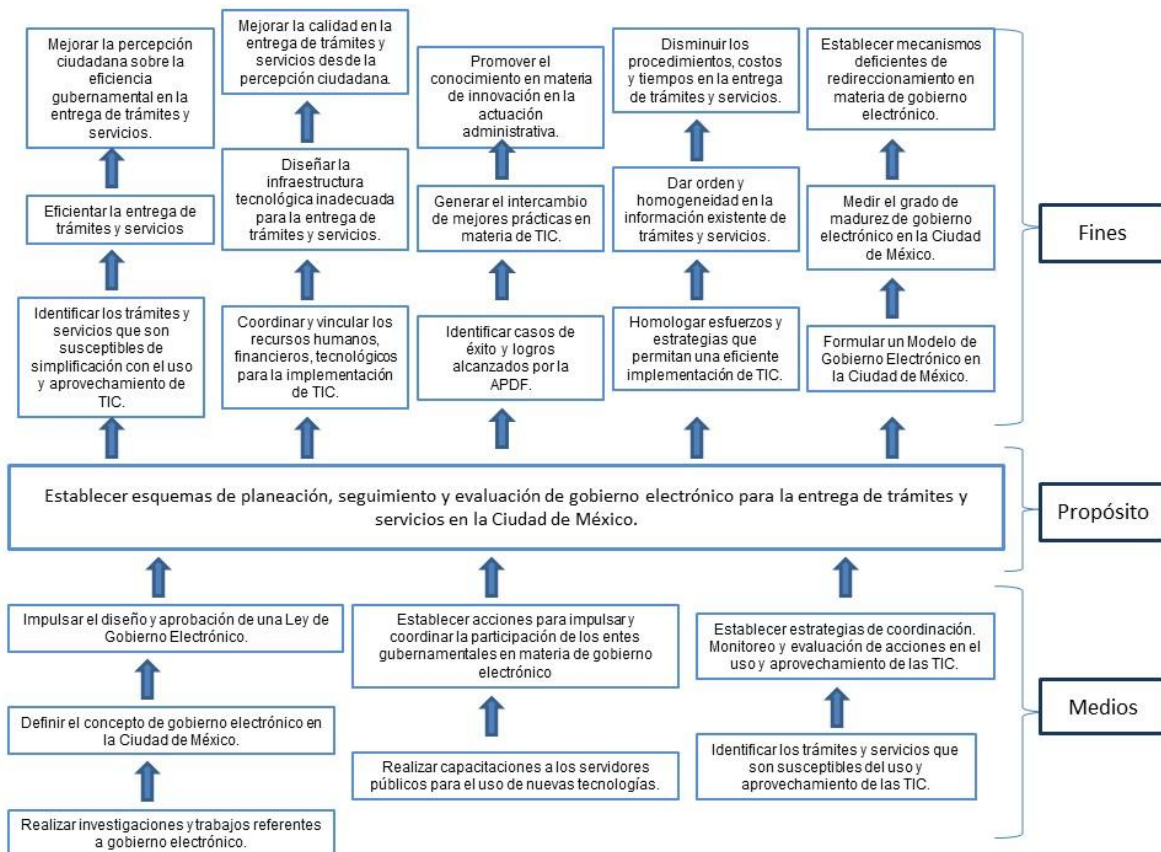 Mejorar la percepción
ciudadana sobre la
eficiencia
gubernamental en la
entrega de trámites y
servicios.
Mejorar la calidad en la
entrega de trámites y
servicios desde la
percepción ciudadana.
Promover el
conocimiento en materia
de innovación en la
actuación
administrativa.
Disminuir los
procedimientos, costos
y tiempos en la entrega
de trámites y servicios.
Establecer mecanismos
deficientes de
redireccionamiento en
materia de gobierno
electrónico.
Eficientar la entrega de
trámites y servicios
Diseñar la
infraestructura
tecnológica inadecuada
para la entrega de
trámites y servicios.
Generar el intercambio
de mejores prácticas en
materia de TIC.
Dar orden y
homogeneidad en la
información existente de
trámites y servicios.
Medir el grado de
madurez de gobierno
electrónico en la Ciudad
de México.
Fines
Identificar los trámites y
servicios que son
susceptibles de
simplificación con el uso
y aprovechamiento de
TIC.
Coordinar y vincular los
recursos humanos,
financieros, tecnológicos
para la implementación
de TIC.
Identificar casos de
éxito y logros
alcanzados por la
APDF.
Homologar esfuerzos y
estrategias que
permitan una eficiente
implementación de TIC.
Formular un Modelo de
Gobierno Electrónico en
la Ciudad de México.
Establecer esquemas de planeación, seguimiento y evaluación de gobierno electrónico para la entrega de trámites y
servicios en la Ciudad de México.
Propósito
Impulsar el diseño y aprobación de una Ley de
Gobierno Electrónico.
Establecer acciones para impulsar y
coordinar la participación de los entes
gubernamentales en materia de gobierno
electrónico
Establecer estrategias de coordinación.
Monitoreo y evaluación de acciones en el
uso y aprovechamiento de las TIC.
Definir el concepto de gobierno electrónico en
la Ciudad de México.
Realizar capacitaciones a los servidores
públicos para el uso de nuevas tecnologías.
Identificar los trámites y servicios que
son susceptibles del uso y
aprovechamiento de las TIC.
Medios
Realizar investigaciones y trabajos referentes
a gobierno electrónico.